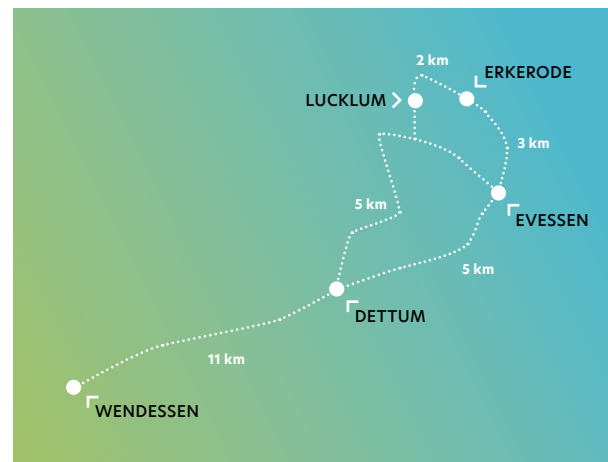 2 km
ERKERODE
LUCKLUM
3 km
5 km
EVESSEN
5 km
DETTUM
11 km
WENDESSEN